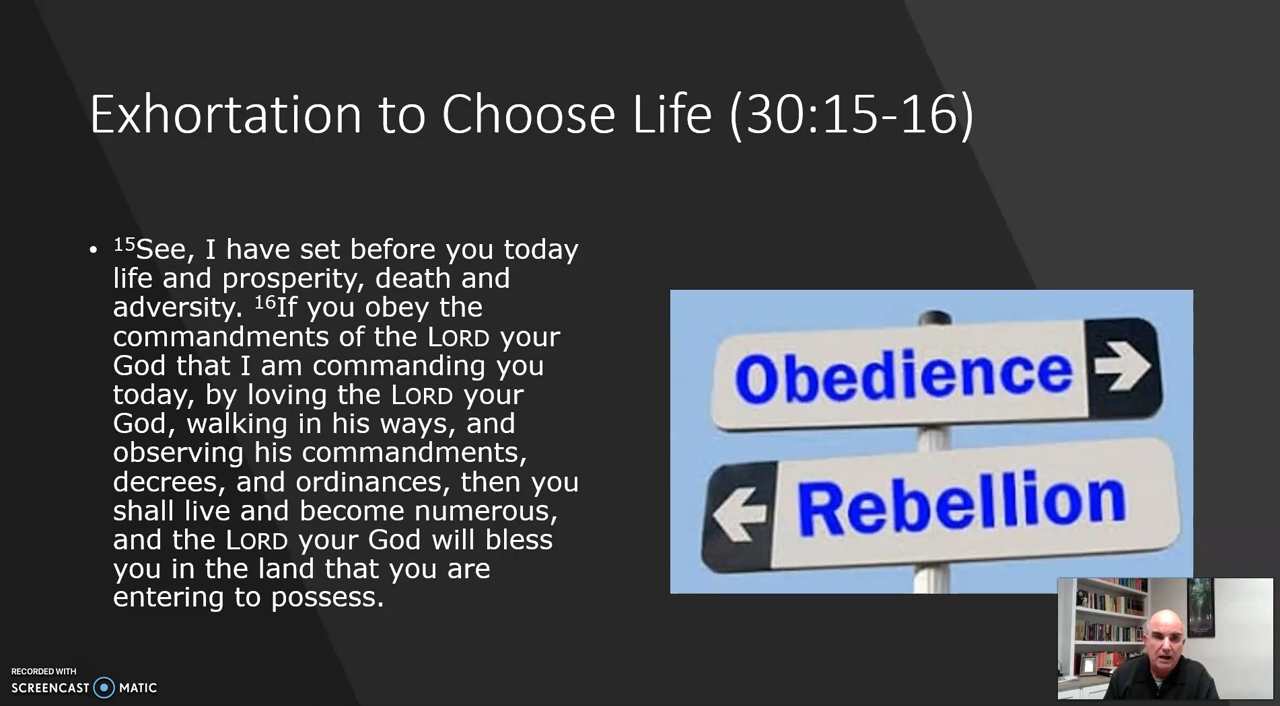 Exhortation to Choose Life (30:15-16)
• 15See, I have set before you today
life and prosperity, death and
adversity. 16If you obey the
commandments of the LORD your
God that I am commanding you
today, by loving the LORD your
God, walking in his ways, and
observing his commandments,
decrees, and ordinances, then you
shall live and become numerous,
and the LORD your God will bless
you in the land that you are
entering to possess.
Obedience
Rebellion
RECORDED WITH
SCREENCAST MATIC